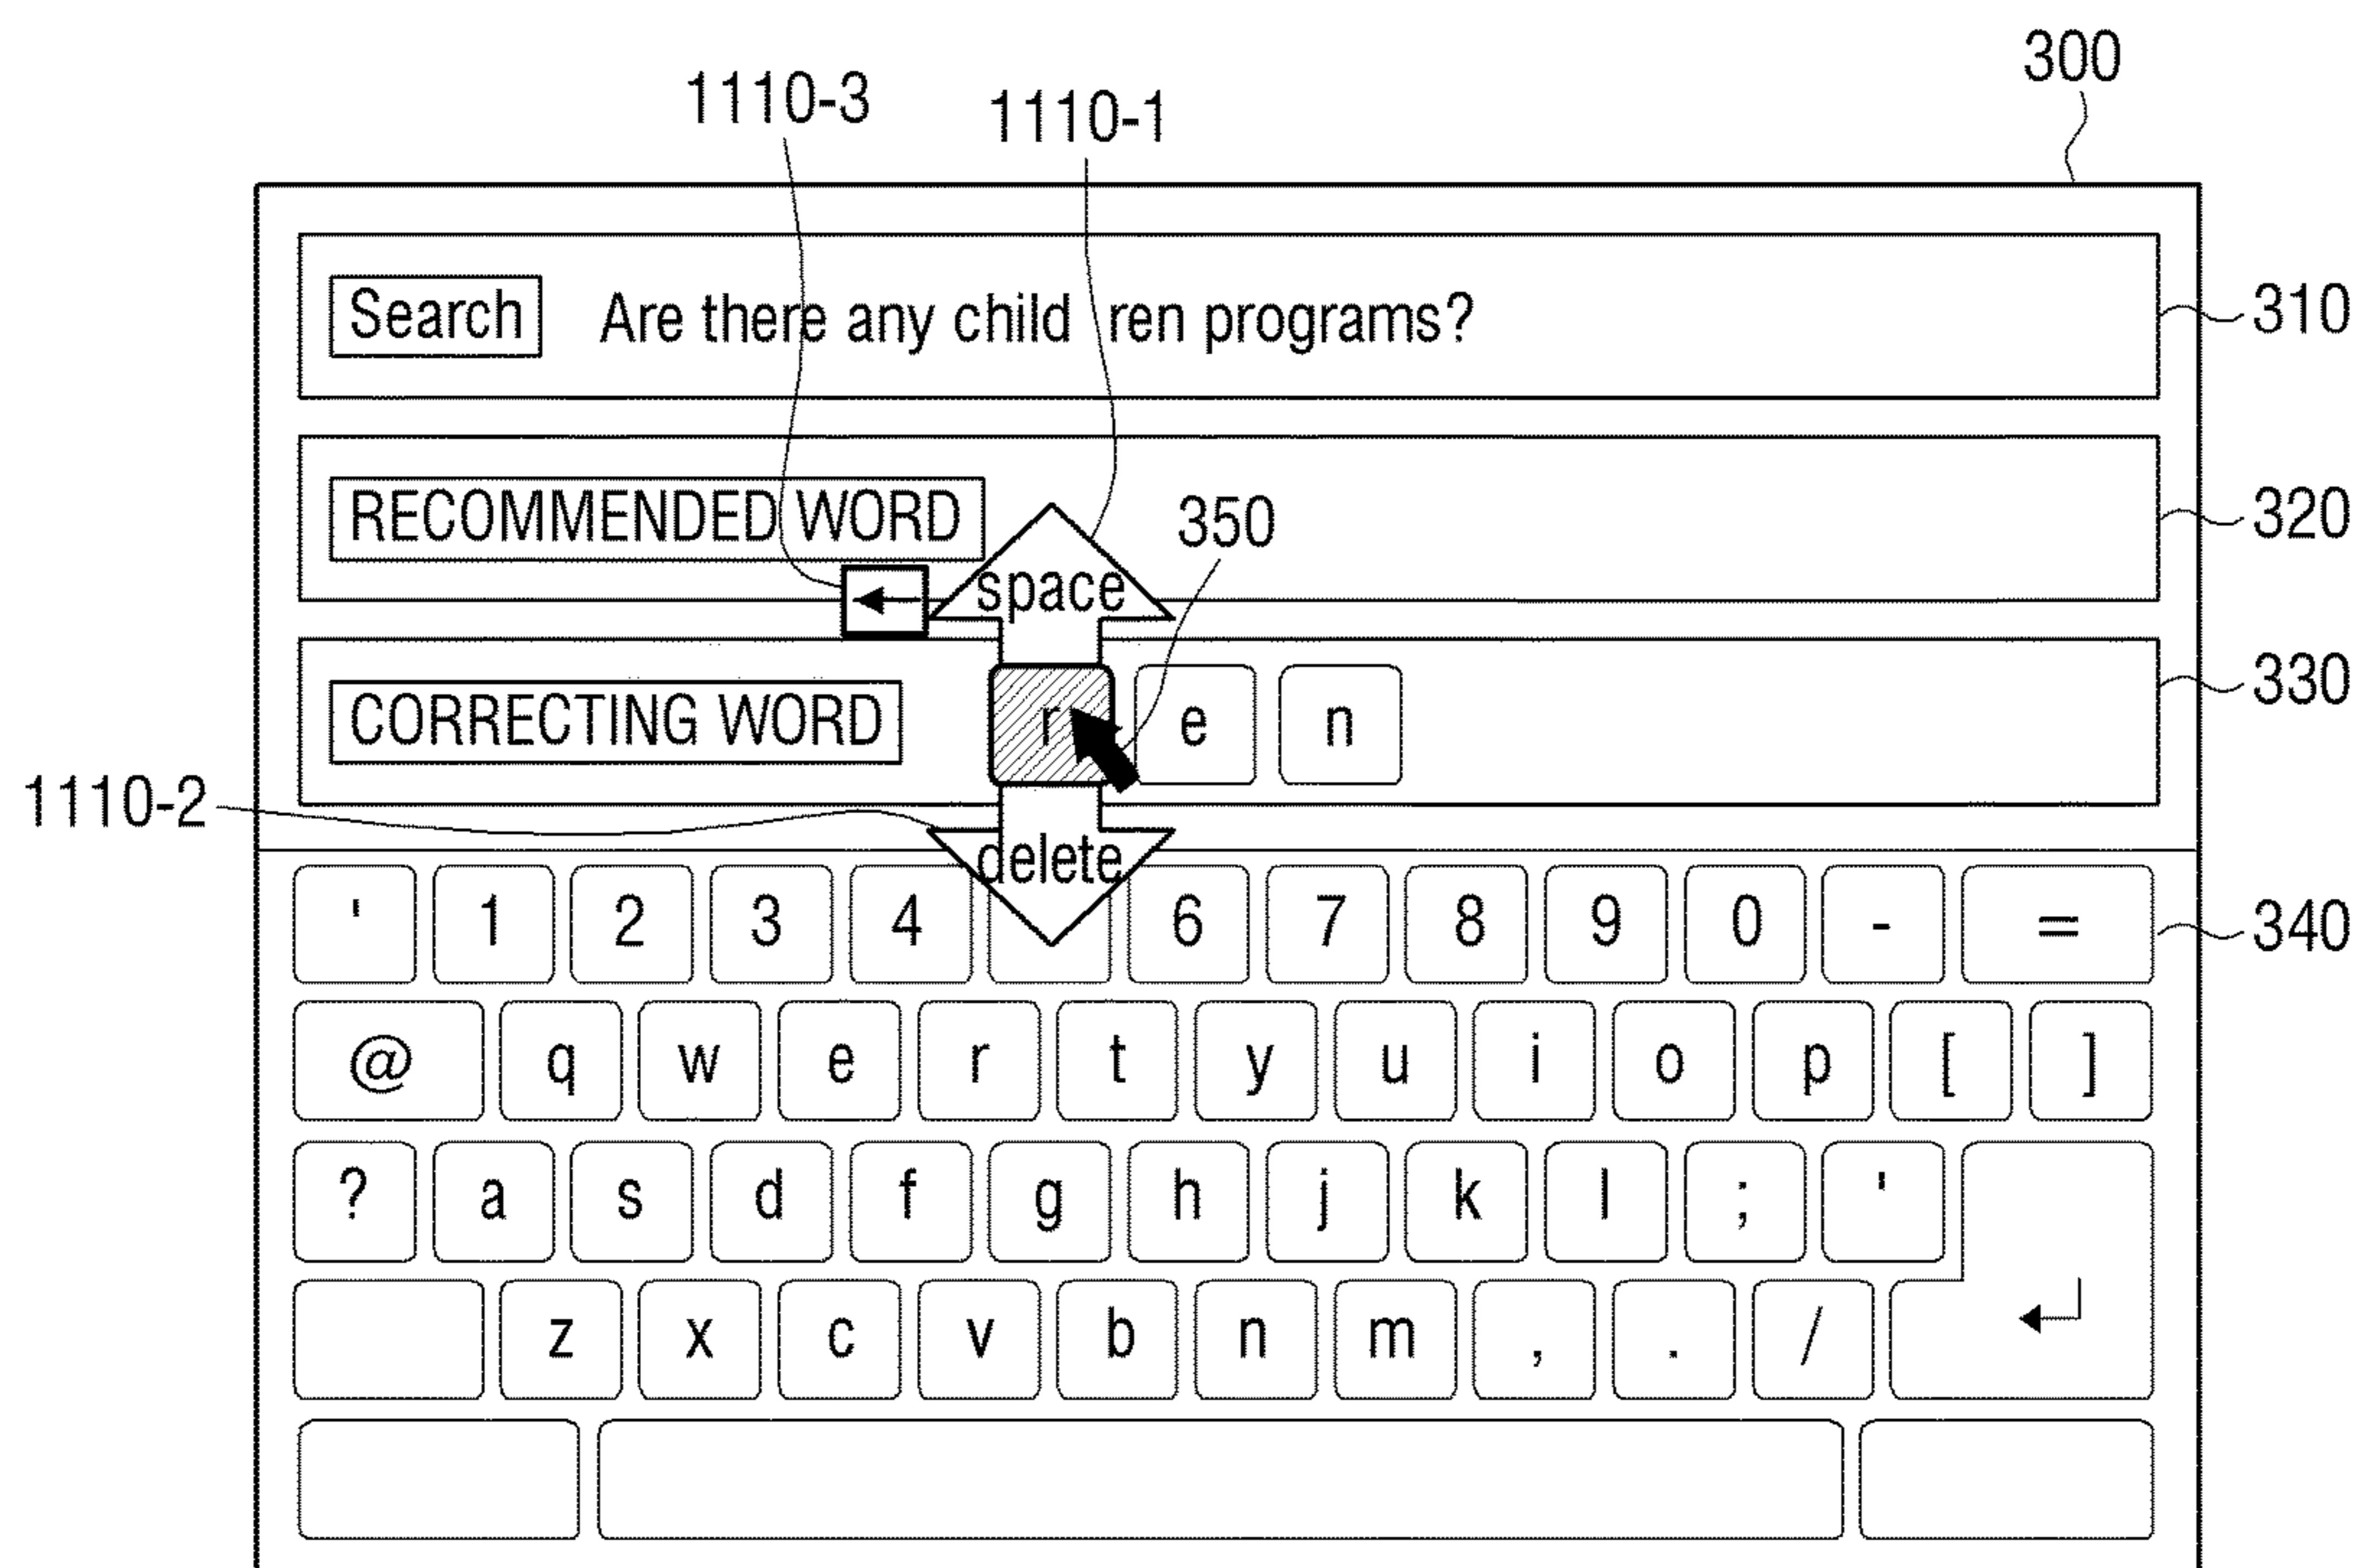 300
1110-3 1110-1
Search Are there any child ren programs? 310
RECOMMENDED WORD 350 320
space
CORRECTING WORD r e n 330
1110-2
delete
' 1 2 3 4 6 7 8 9 0 - = 340
@ q w e r t y u i o p [ ]
? a s d f g h j k l ; '
z x c v b n m , . /